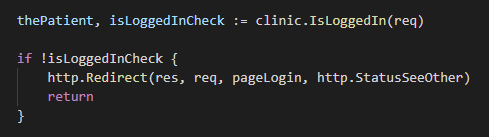 thePatient, isLoggedInCheck := clinic.IsLoggedIn(req)
if !isLoggedInCheck {
http.Redirect(res, req, pageLogin, http.StatusSeeOther)
return
}